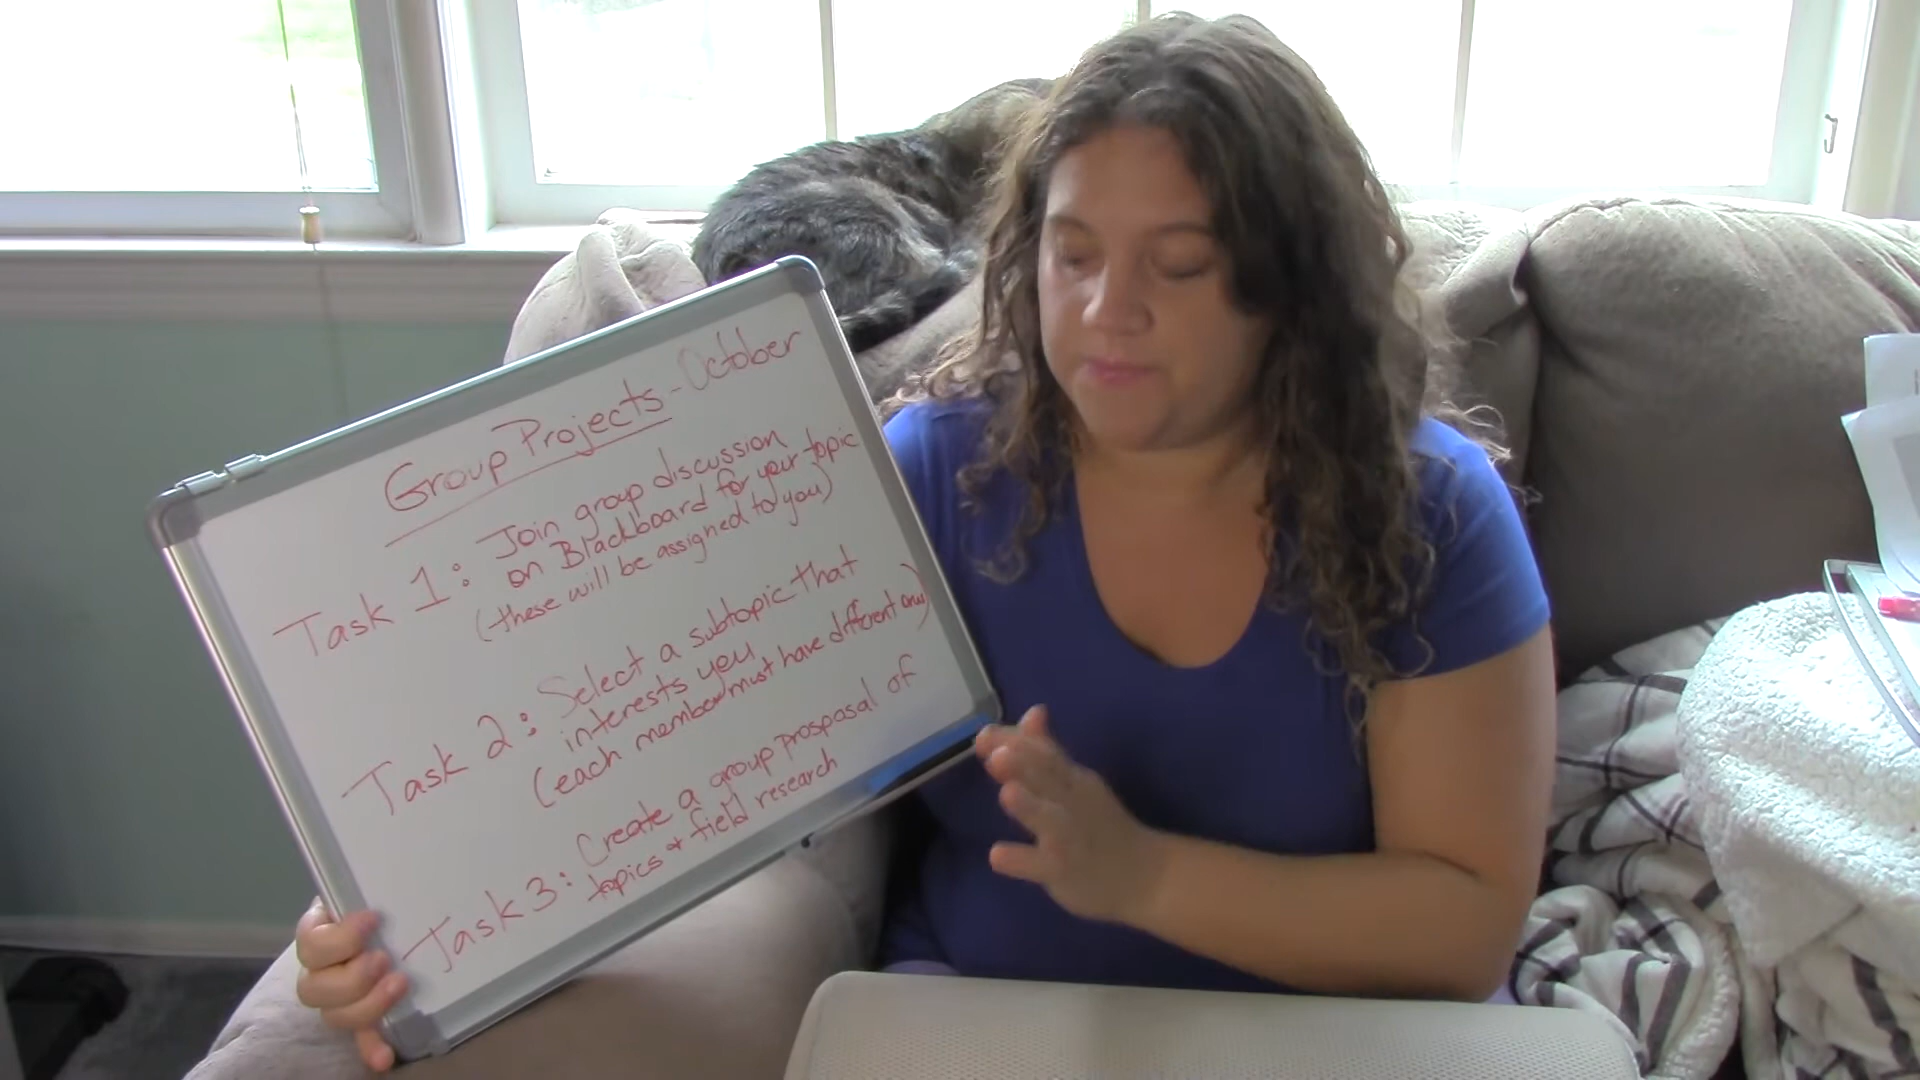 Group Projects - October
Task 1: Join group discussion
on Blackboard for your topic
(these will be assigned to you)
Task 2: Select a subtopic that
interests you
(each member must have different ones)
Task 3: Create a group prosposal of
topics + field research